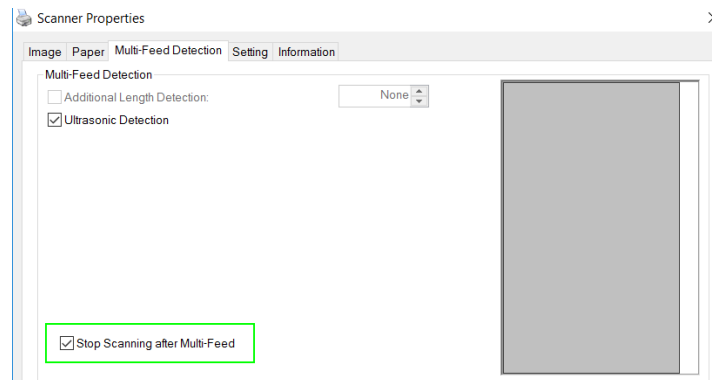 Scanner Properties
Image Paper Multi-Feed Detection Setting Information
Multi-Feed Detection
Additional Length Detection: None
Ultrasonic Detection
Stop Scanning after Multi-Feed